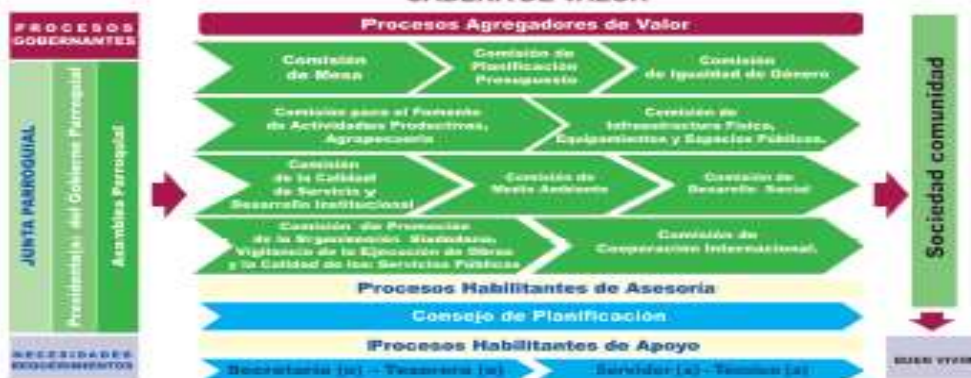 CADENA DE VALOR
PROCESOS
GOBERNANTES
JUNTA PARROQUIAL
Presidente(a) del Gobierno Parroquial
Asamblea Parroquial
NECESIDADES
REQUERIMIENTOS
Procesos Agregadores de Valor
Comisión
de Mesa
Comisión de
Planificación
Presupuesto
Comisión
de Igualdad de Género
Comisión para el Fomento
de Actividades Productivas,
Agropecuaria
Comisión de
Infraestructura Física,
Equipamientos y Espacios Públicos.
Comisión
de la Calidad
de Servicio y
Desarrollo Institucional
Comisión de
Medio Ambiente
Comisión de
Desarrollo Social
Comisión de Promoción
de la Organización Ciudadana,
Vigilancia de la Ejecución de Obras
y la Calidad de los Servicios Públicos
Comisión de
Cooperación Internacional.
Procesos Habilitantes de Asesoría
Consejo de Planificación
Procesos Habilitantes de Apoyo
Secretaria (o) - Tesorera (o)
Servidor (a) - Técnico (a)
Sociedad comunidad
BUEN VIVIR